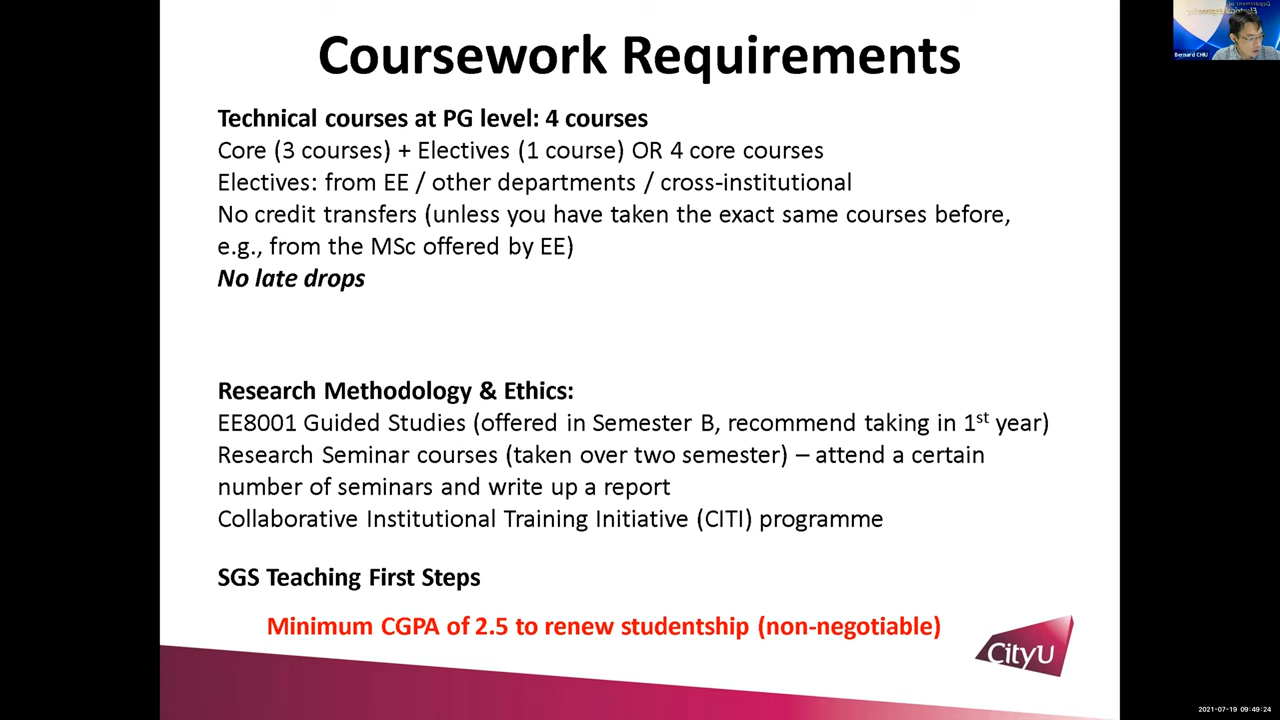 Coursework Requirements
Technical courses at PG level: 4 courses
Core (3 courses) + Electives (1 course) OR 4 core courses
Electives: from EE / other departments / cross-institutional
No credit transfers (unless you have taken the exact same courses before,
e.g., from the MSc offered by EE)
No late drops
Research Methodology & Ethics:
EE8001 Guided Studies (offered in Semester B, recommend taking in 1st year)
Research Seminar courses (taken over two semester) – attend a certain
number of seminars and write up a report
Collaborative Institutional Training Initiative (CITI) programme
SGS Teaching First Steps
Minimum CGPA of 2.5 to renew studentship (non-negotiable)
CityU
Bernard CHIU
2021-07-19 09:49:24